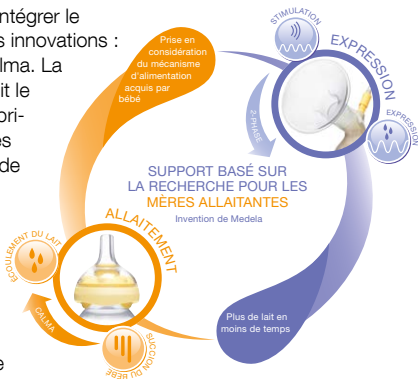 ntégrer le
s innovations :
alma. La
it le
ori-
es
de
e
Prise en
considération
du mécanisme
d'alimentation
acquis par
bébé
STIMULATION
EXPRESSION
EXPRESSION
2-PHASE
SUPPORT BASÉ SUR
LA RECHERCHE POUR LES
MÈRES ALLAITANTES
Invention de Medela
ALLAITEMENT
ÉCOULEMENT DU LAIT
CALMA
SUCCION DU BÉBÉ
Plus de lait en
moins de temps